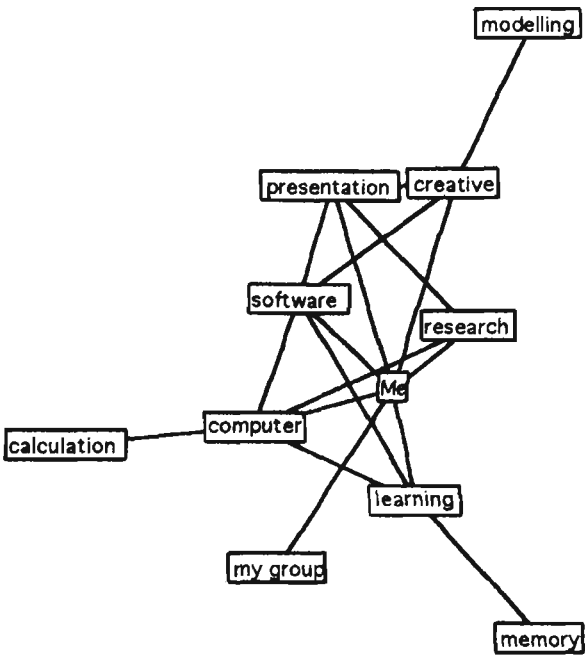 modelling
presentation
creative
software
research
Me
computer
calculation
learning
my group
memory